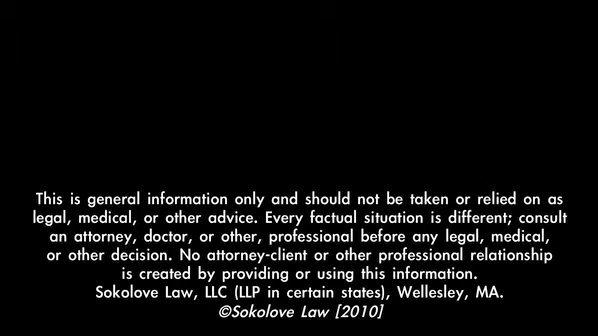 This is general information only and should not be taken or relied on as
legal, medical, or other advice. Every factual situation is different; consult
an attorney, doctor, or other, professional before any legal, medical,
or other decision. No attorney-client or other professional relationship
is created by providing or using this information.
Sokolove Law, LLC (LLP in certain states), Wellesley, MA.
©Sokolove Law [2010]